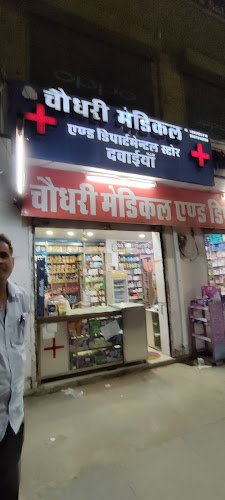 चौधरी मेडिकल
एण्ड डिपार्टमेन्टल स्टोर
दवाईयाँ
चौधरी मेडिकल एण्ड डि